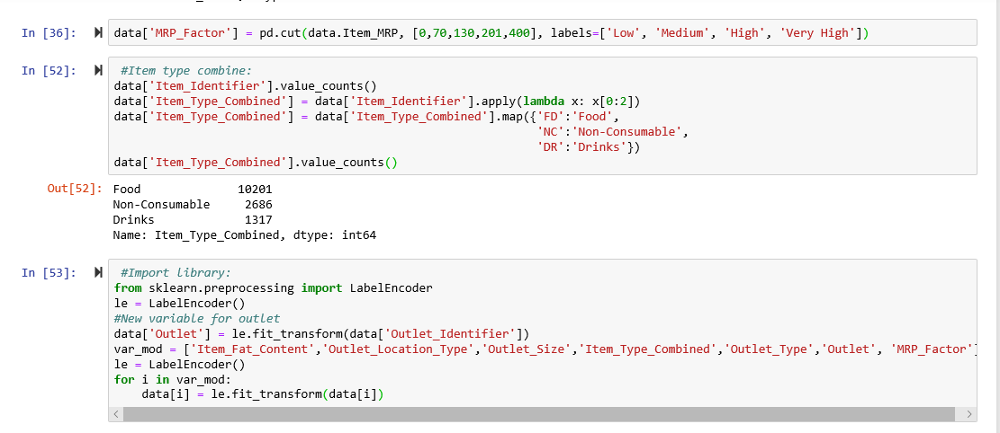 In [36]: data['MRP_Factor'] = pd.cut(data.Item_MRP, [0,70,130,201,400], labels=['Low', 'Medium', 'High', 'Very High'])
In [52]: #Item type combine:
data['Item_Identifier'].value_counts()
data['Item_Type_Combined'] = data['Item_Identifier'].apply(lambda x: x[0:2])
data['Item_Type_Combined'] = data['Item_Type_Combined'].map({'FD':'Food',
'NC':'Non-Consumable',
'DR':'Drinks'})
data['Item_Type_Combined'].value_counts()
Out[52]: Food 10201
Non-Consumable 2686
Drinks 1317
Name: Item_Type_Combined, dtype: int64
In [53]: #Import library:
from sklearn.preprocessing import LabelEncoder
le = LabelEncoder()
#New variable for outlet
data['Outlet'] = le.fit_transform(data['Outlet_Identifier'])
var_mod = ['Item_Fat_Content','Outlet_Location_Type','Outlet_Size','Item_Type_Combined','Outlet_Type','Outlet', 'MRP_Factor']
le = LabelEncoder()
for i in var_mod:
data[i] = le.fit_transform(data[i])